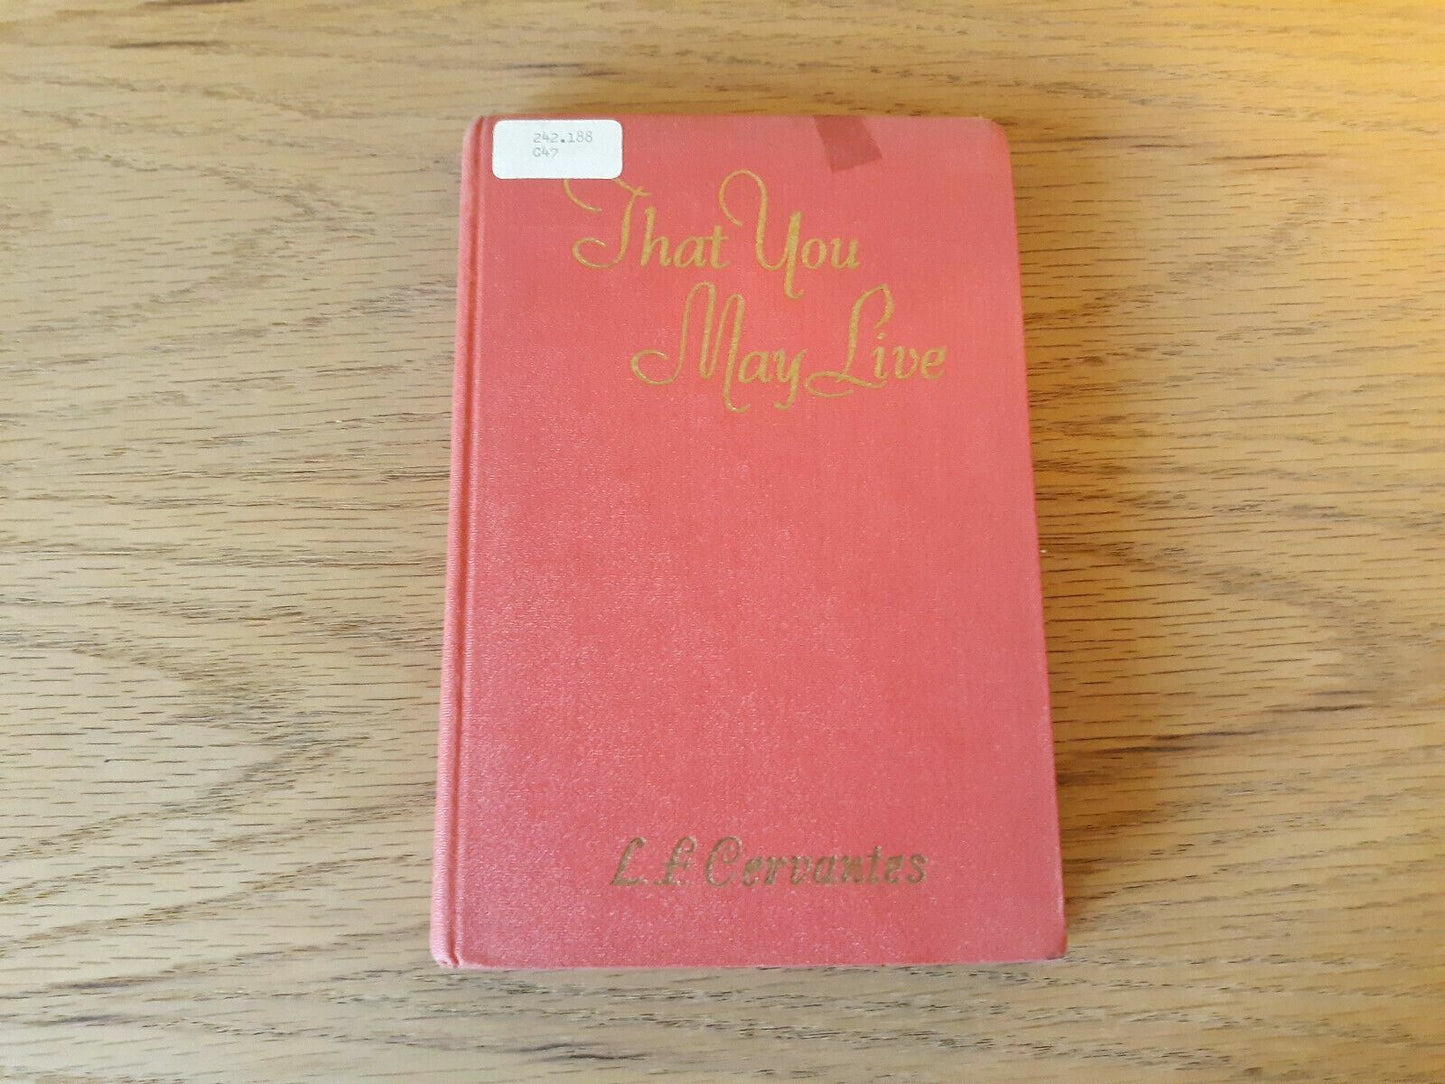 242.188
C47
That You
May Live
L. F. Cervantes